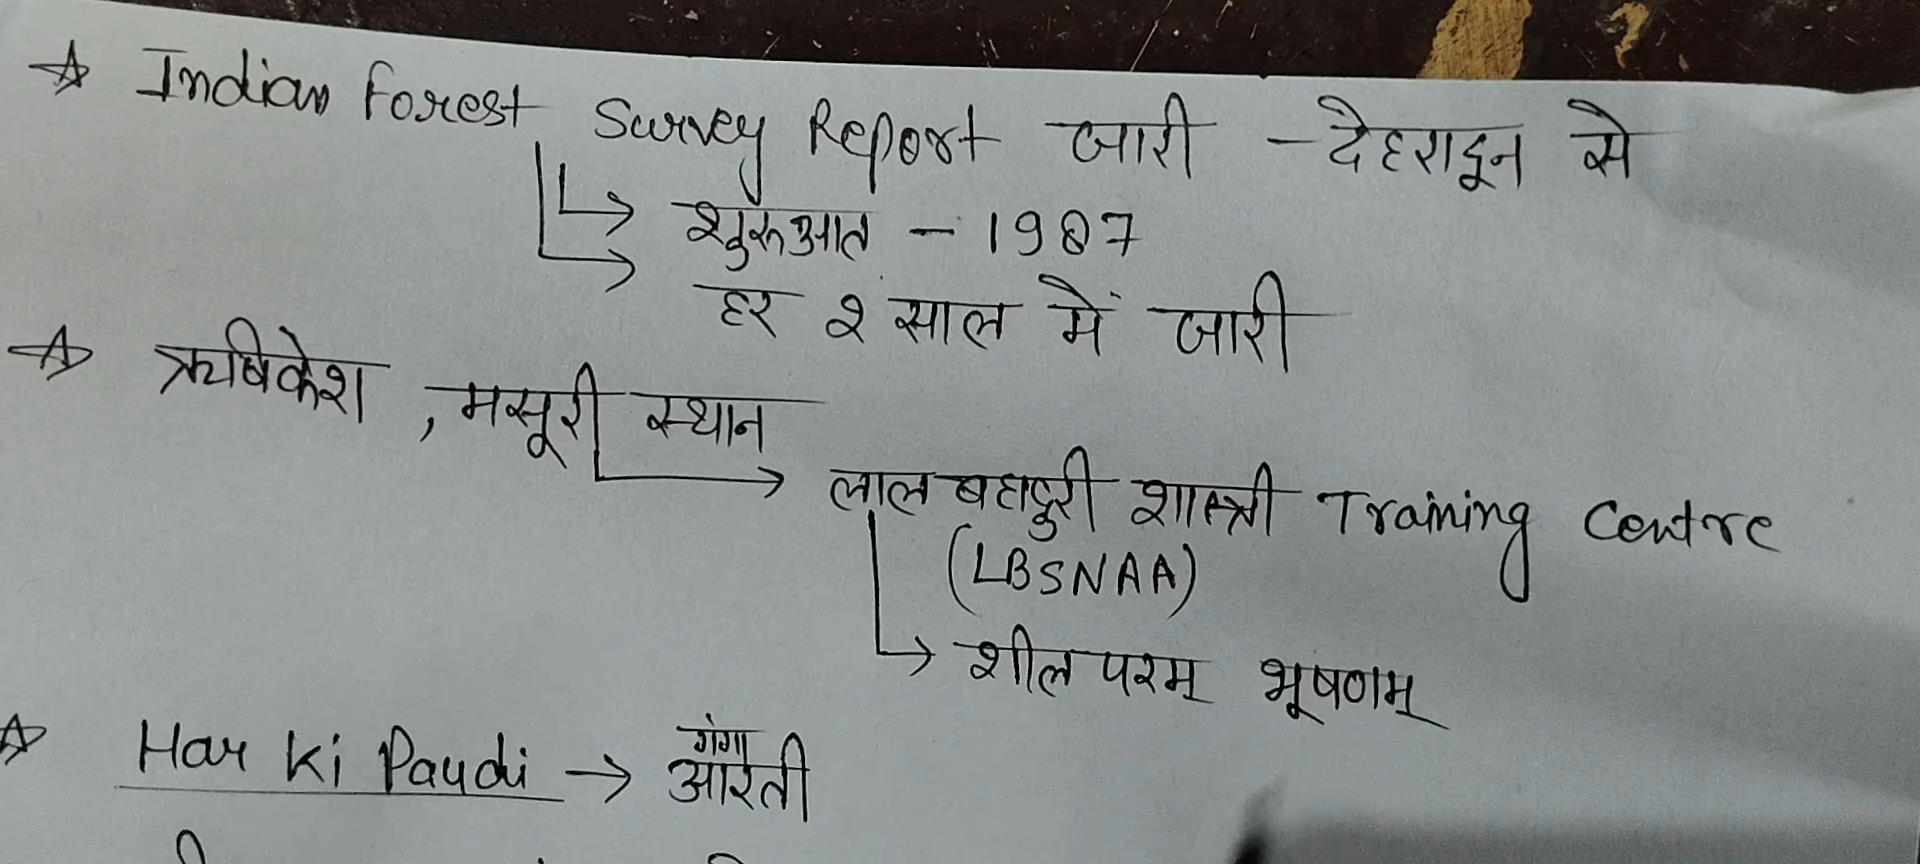 ☆ Indian Forest Survey Report जारी - देहरादून से
↳ शुरुआत - 1987
↳ हर २ साल में जारी
☆ ऋषिकेश , मसूरी स्थान
→ लाल बहादुरी शास्त्री Training Centre
(LBSNAA)
↳ शील परम् भूषणम्
☆ Har Ki Paudi → गंगा आरती